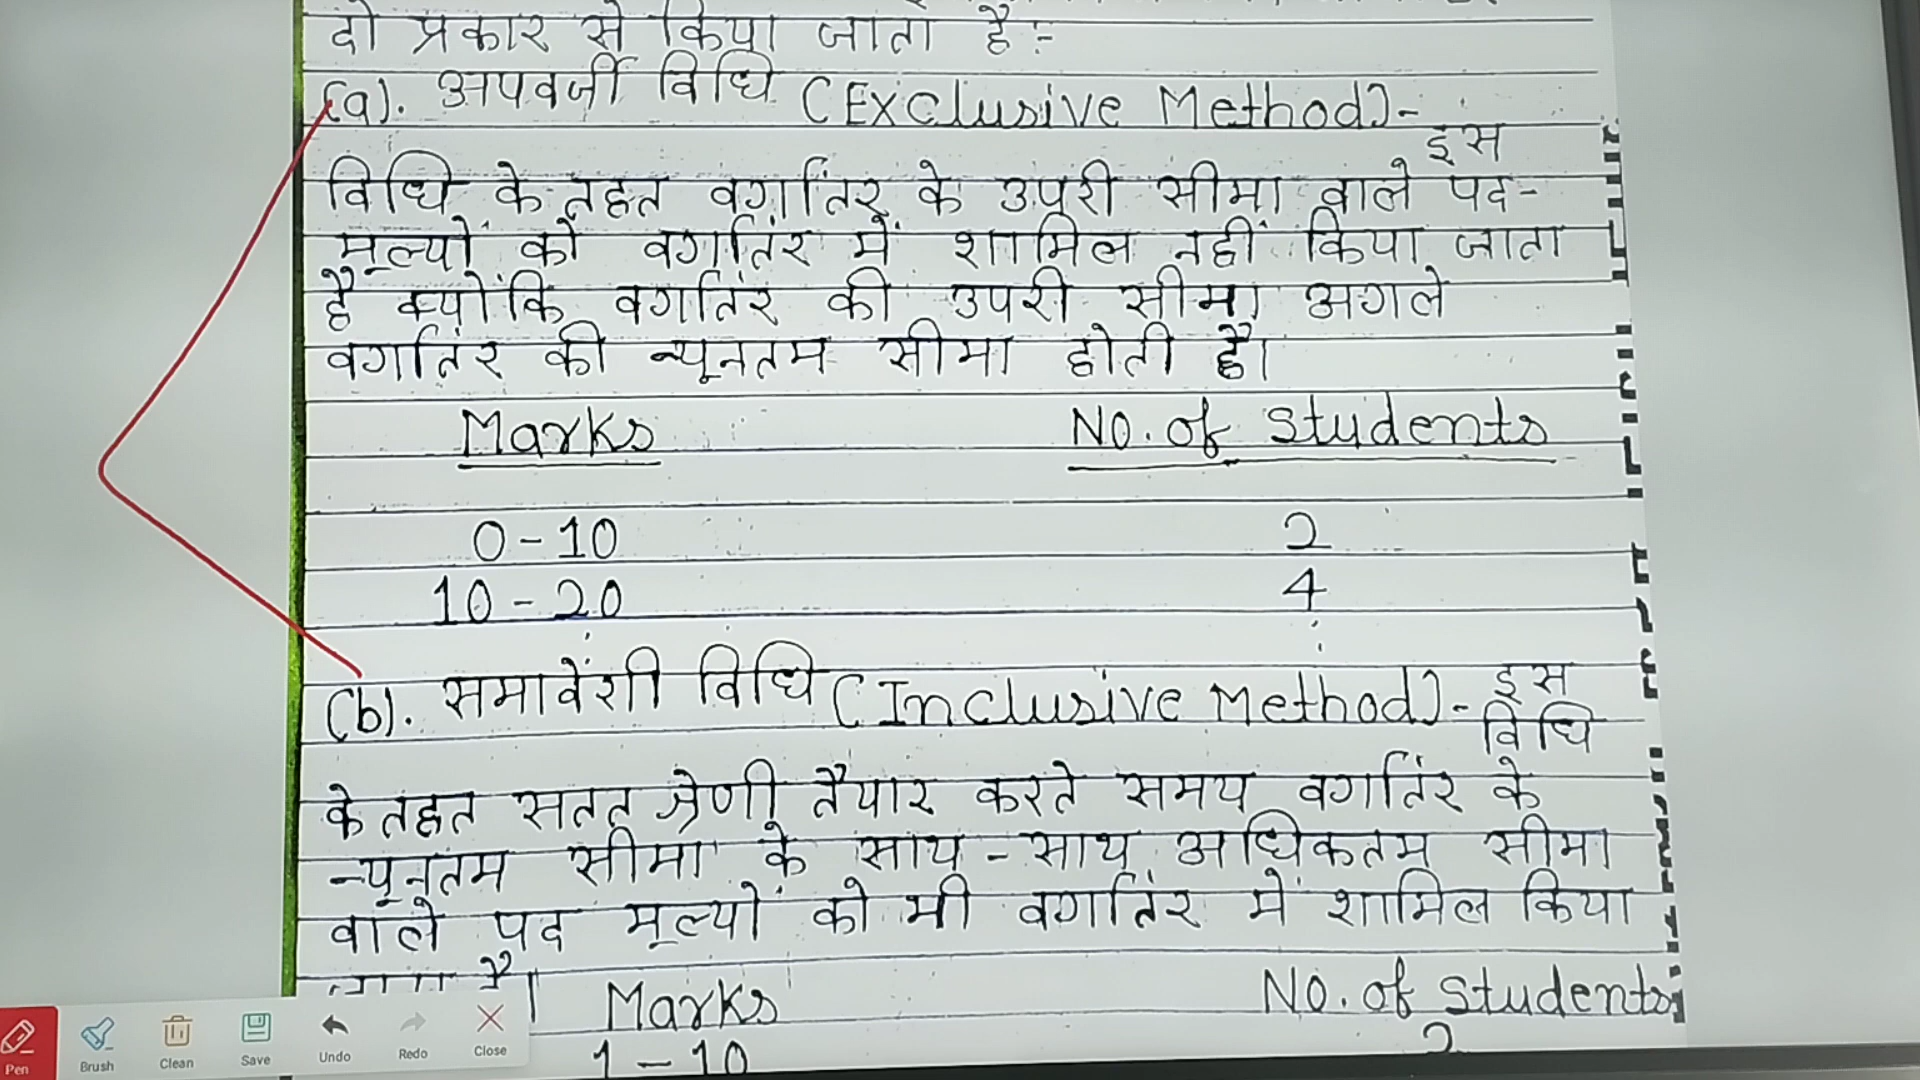 दो प्रकार से किया जाता है:-
(a). अपवर्जी विधि (Exclusive Method)- इस
विधि के तहत वर्गांतर के उपरी सीमा वाले पद-
मूल्यों को वर्गांतर में शामिल नहीं किया जाता
है क्योंकि वर्गांतर की उपरी सीमा अगले
वर्गांतर की न्यूनतम सीमा होती है।
Marks No. of Students
0-10 2
10-20 4
(b). समावेंशी विधि (Inclusive Method)- इस विधि
के तहत सतत श्रेणी तैयार करते समय वर्गांतर के
न्यूनतम सीमा के साथ-साथ अधिकतम सीमा
वाले पद मूल्यों को भी वर्गांतर में शामिल किया
है।
Marks No. of Students
1-10 2
Pen Brush Clean Save Undo Redo Close